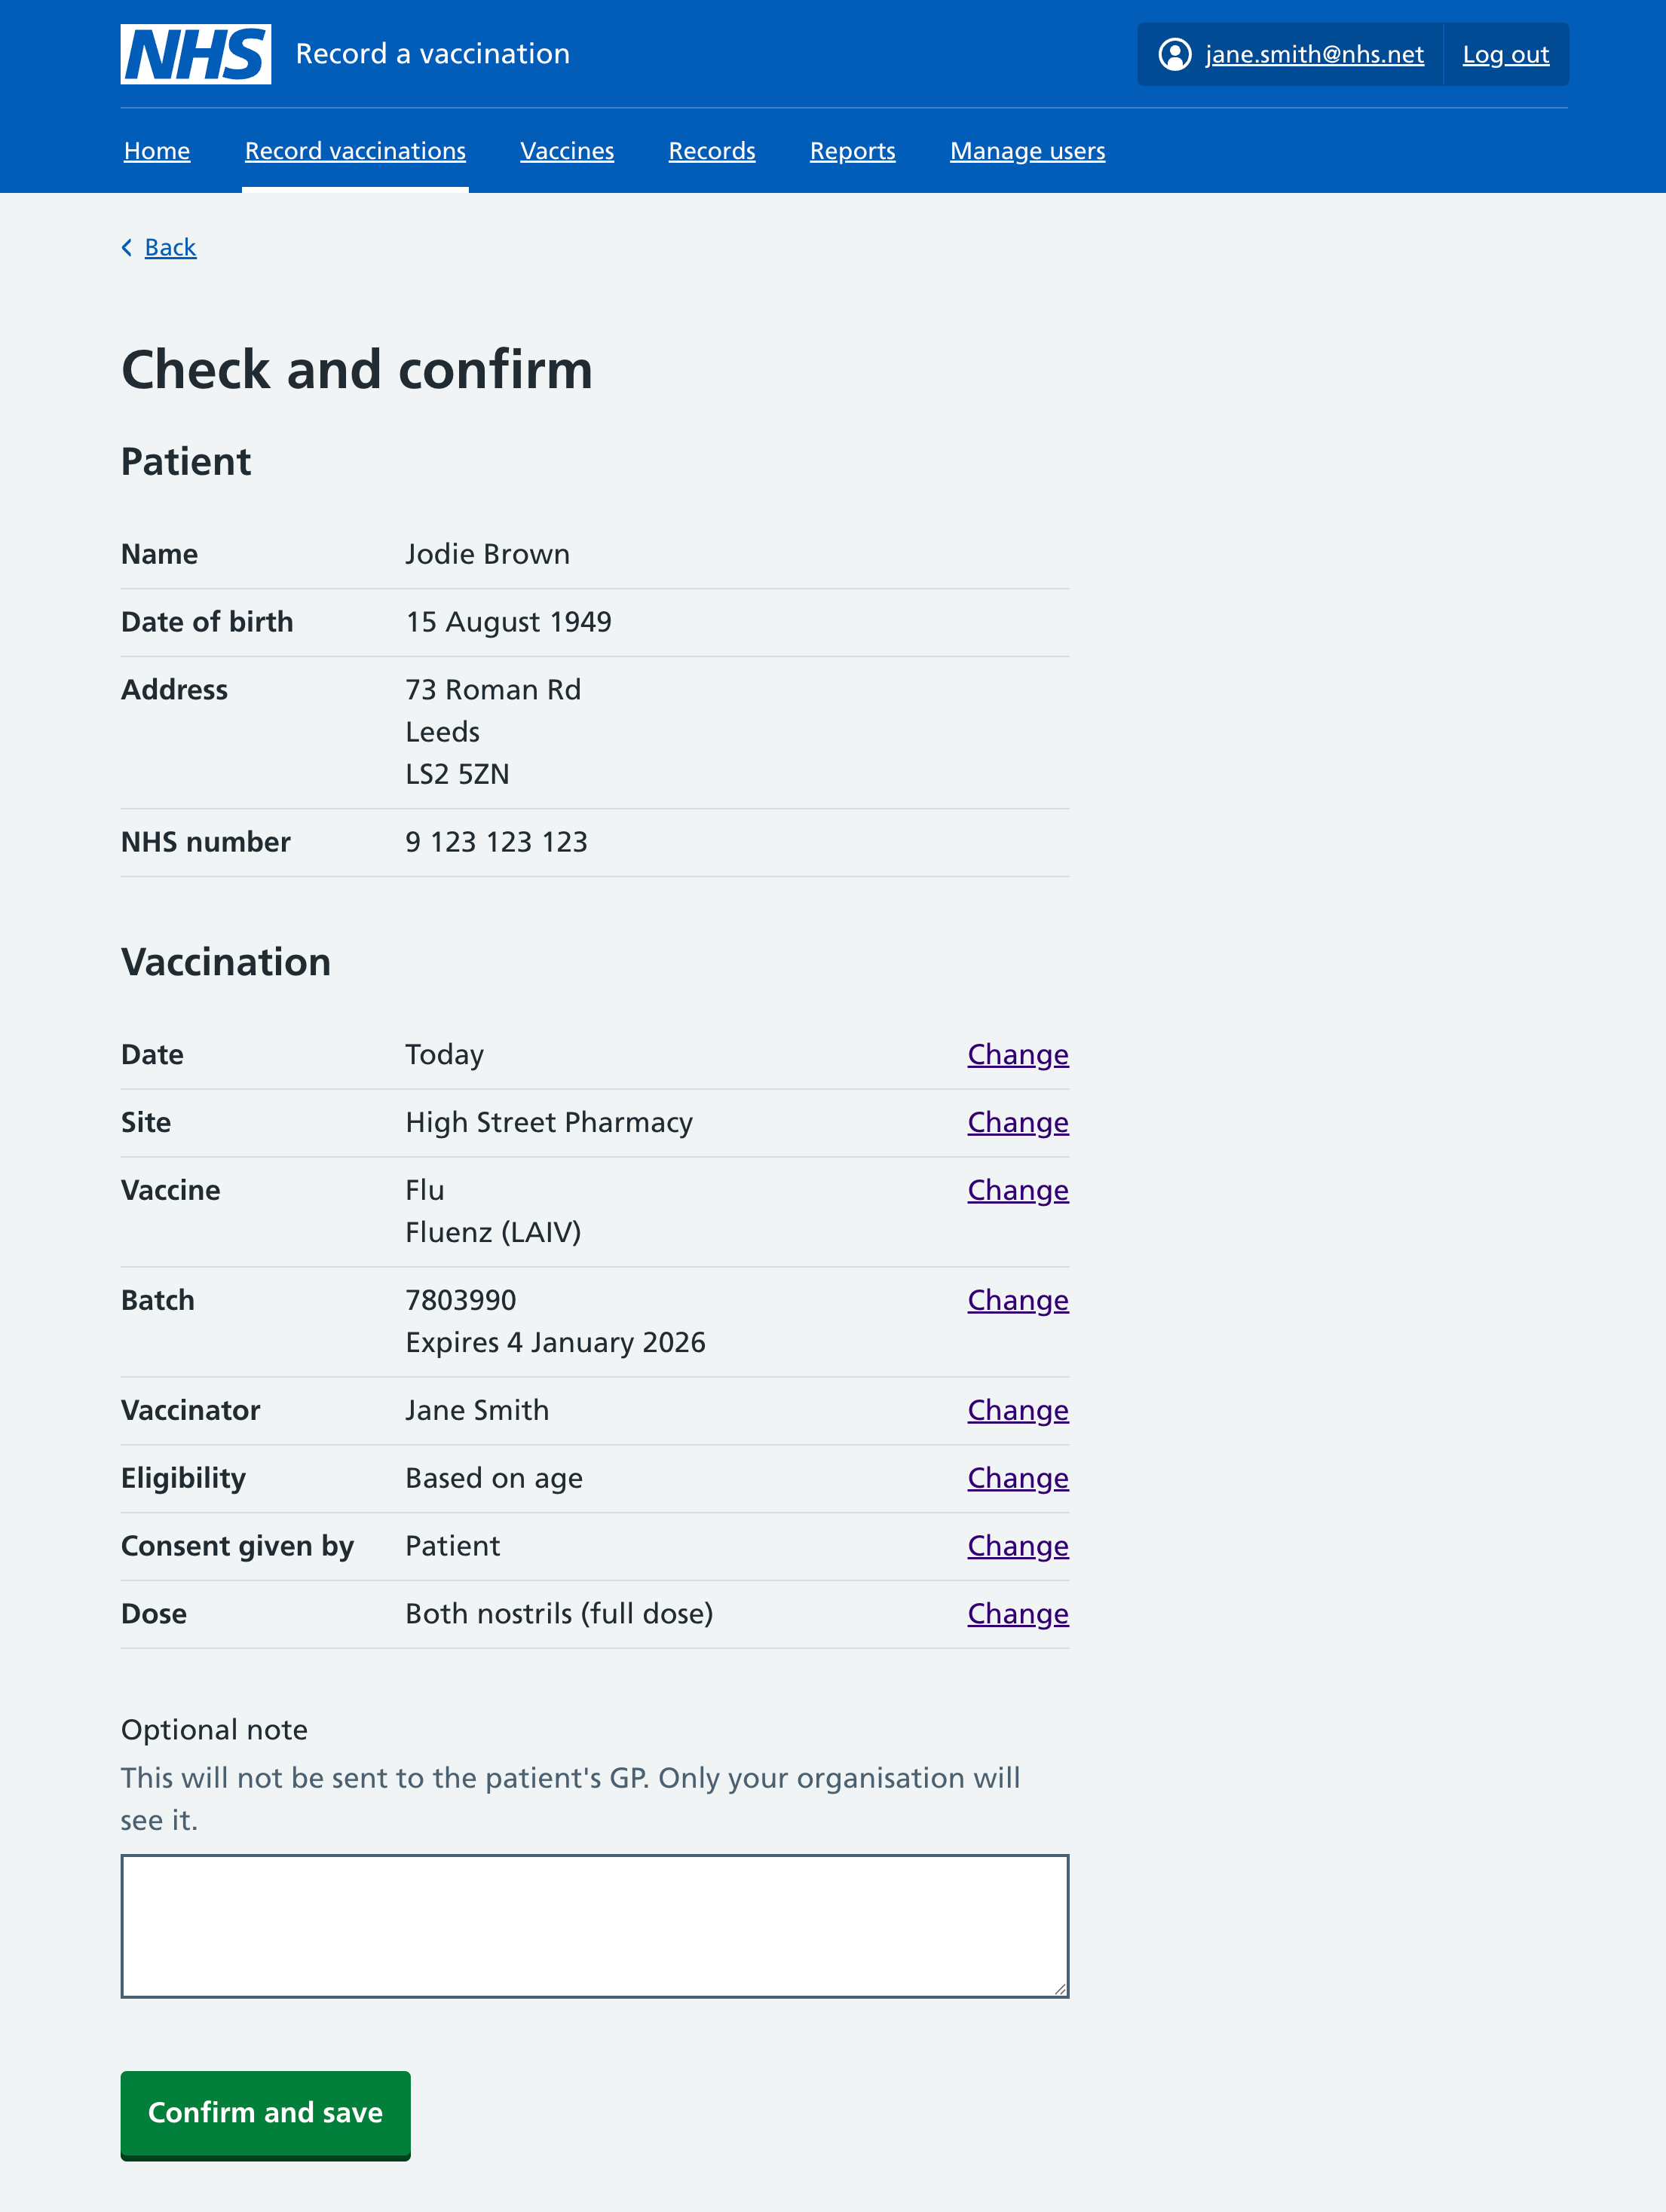 NHS Record a vaccination jane.smith@nhs.net Log out
Home Record vaccinations Vaccines Records Reports Manage users
Back
Check and confirm
Patient
Name Jodie Brown
Date of birth 15 August 1949
Address 73 Roman Rd
Leeds
LS2 5ZN
NHS number 9 123 123 123
Vaccination
Date Today Change
Site High Street Pharmacy Change
Vaccine Flu Change
Fluenz (LAIV)
Batch 7803990 Change
Expires 4 January 2026
Vaccinator Jane Smith Change
Eligibility Based on age Change
Consent given by Patient Change
Dose Both nostrils (full dose) Change
Optional note
This will not be sent to the patient's GP. Only your organisation will
see it.
Confirm and save